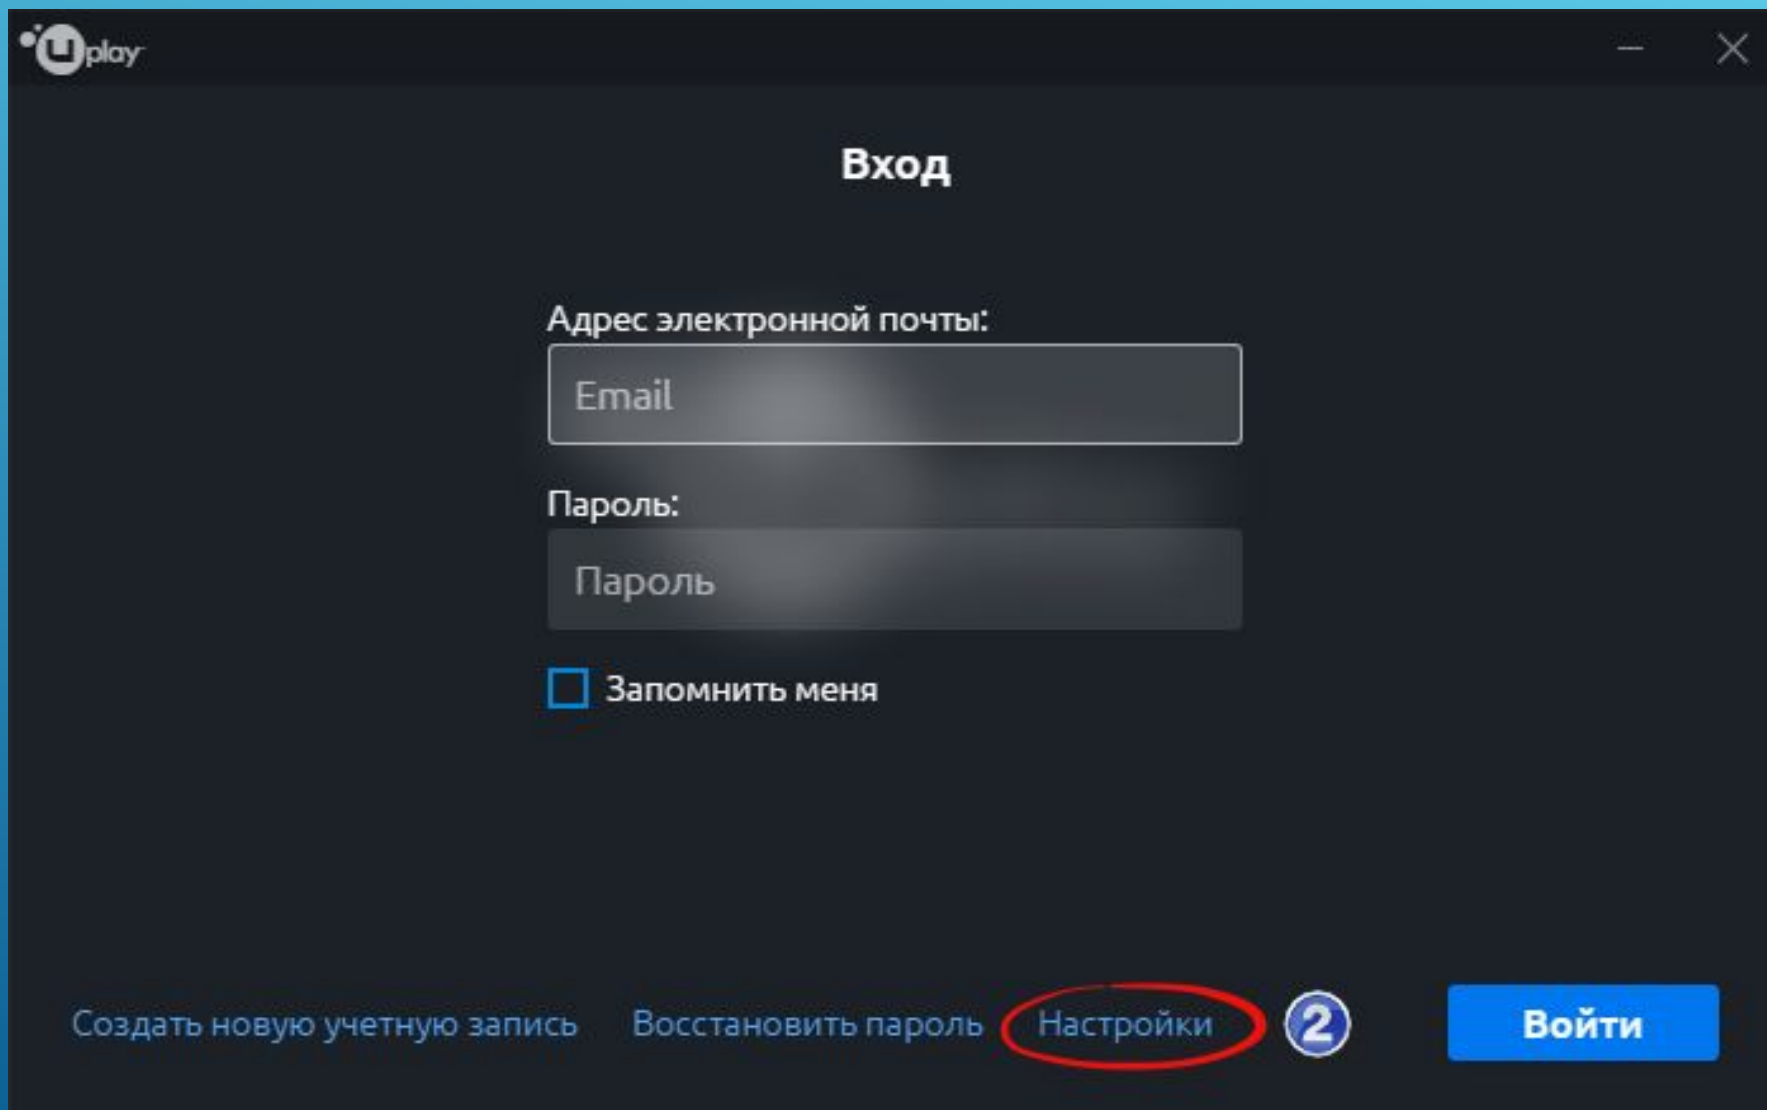 Uplay
Вход
Адрес электронной почты:
Email
Пароль:
Пароль
Запомнить меня
Создать новую учетную запись Восстановить пароль Настройки 2 Войти